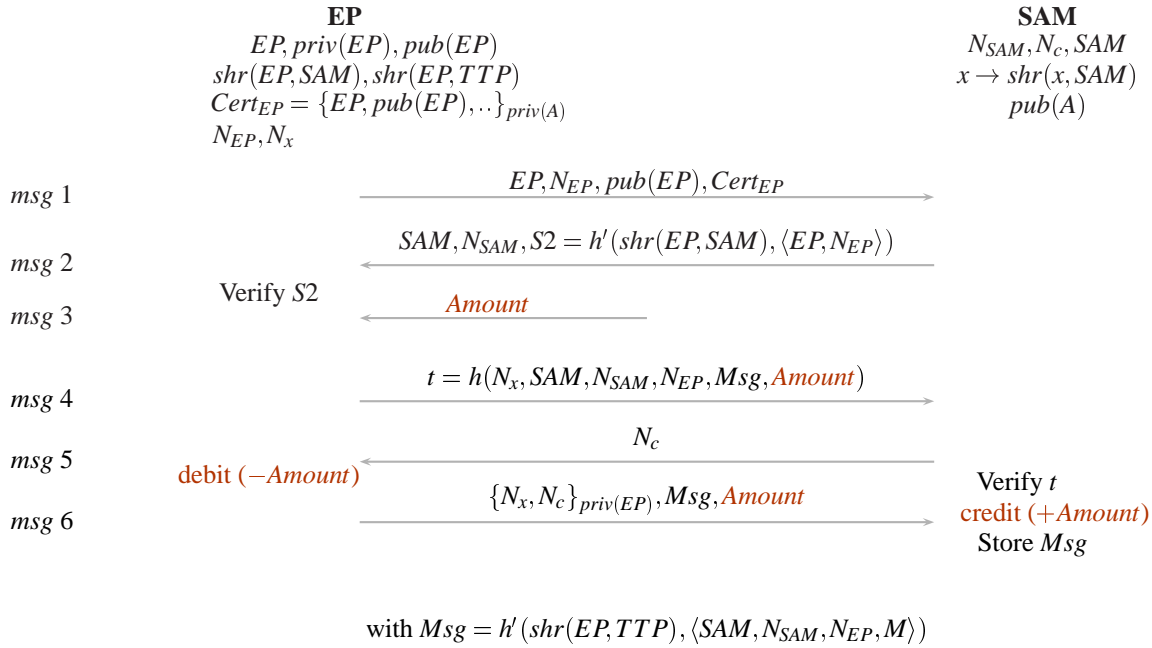 EP SAM
EP, priv(EP), pub(EP) N_SAM, N_c, SAM
shr(EP, SAM), shr(EP, TTP) x → shr(x, SAM)
Cert_EP = {EP, pub(EP), ..}_priv(A) pub(A)
N_EP, N_x
msg 1 EP, N_EP, pub(EP), Cert_EP
msg 2 SAM, N_SAM, S2 = h′(shr(EP, SAM), ⟨EP, N_EP⟩)
Verify S2
msg 3 Amount
msg 4 t = h(N_x, SAM, N_SAM, N_EP, Msg, Amount)
msg 5 N_c
debit (−Amount) Verify t
msg 6 {N_x, N_c}_priv(EP), Msg, Amount credit (+Amount)
Store Msg
with Msg = h′(shr(EP, TTP), ⟨SAM, N_SAM, N_EP, M⟩)